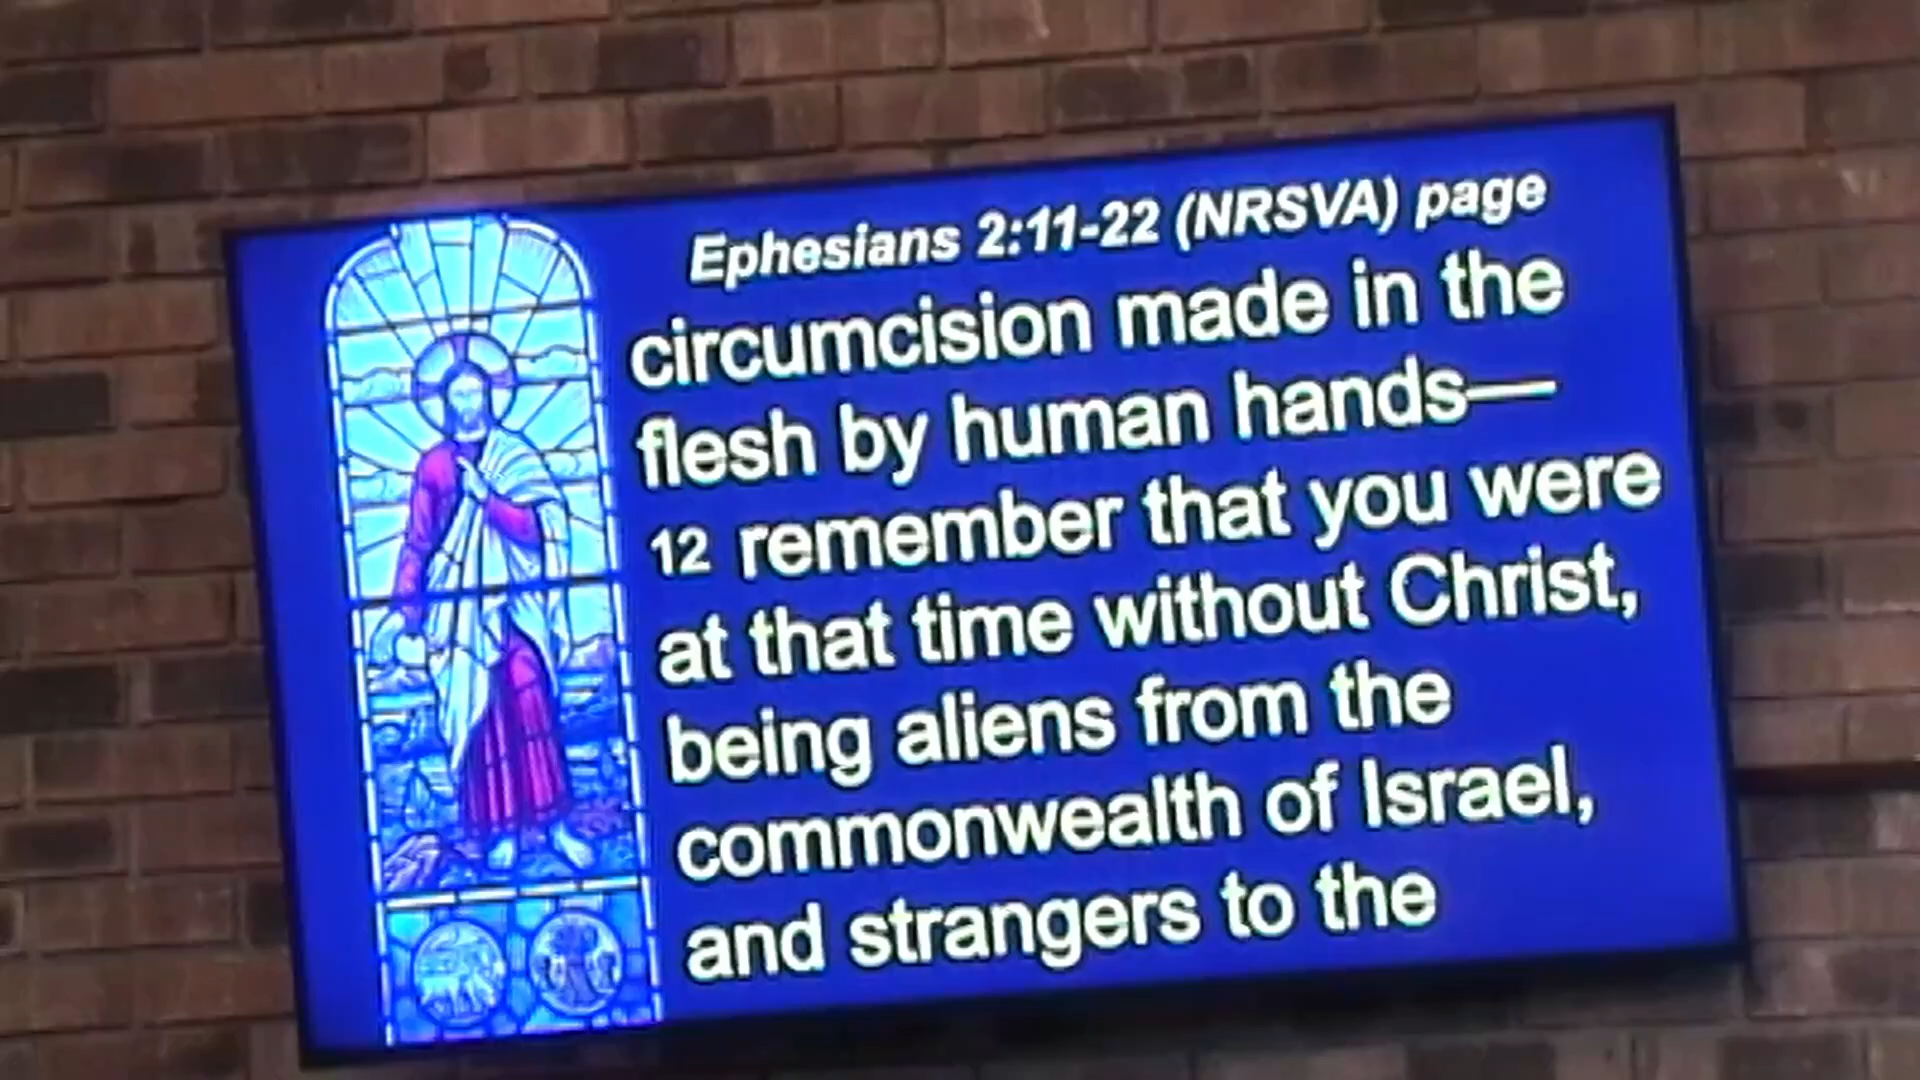 Ephesians 2:11-22 (NRSVA) page
circumcision made in the
flesh by human hands—
12 remember that you were
at that time without Christ,
being aliens from the
commonwealth of Israel,
and strangers to the